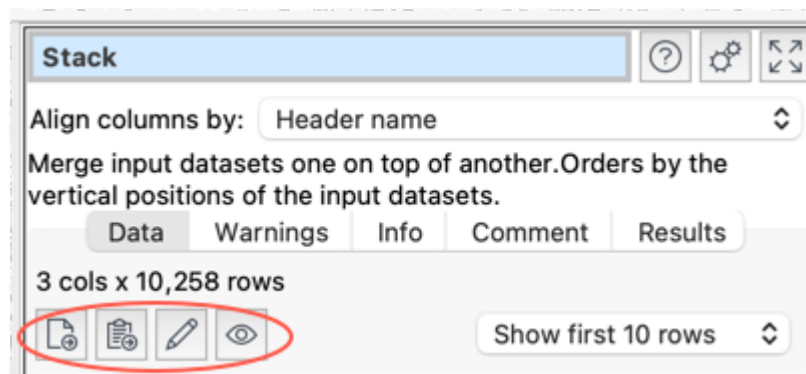 Stack
Align columns by: Header name
Merge input datasets one on top of another.Orders by the
vertical positions of the input datasets.
Data Warnings Info Comment Results
3 cols x 10,258 rows
Show first 10 rows